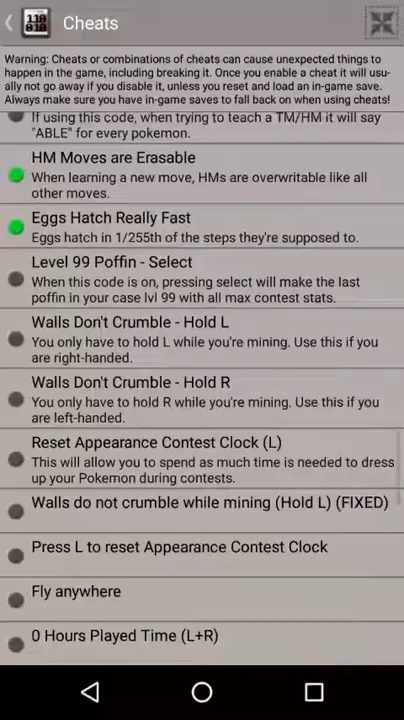 110
010
Cheats
Warning: Cheats or combinations of cheats can cause unexpected things to
happen in the game, including breaking it. Once you enable a cheat it will usu-
ally not go away if you disable it, unless you reset and load an in-game save.
Always make sure you have in-game saves to fall back on when using cheats!
If using this code, when trying to teach a TM/HM it will say
"ABLE" for every pokemon.
HM Moves are Erasable
When learning a new move, HMs are overwritable like all
other moves.
Eggs Hatch Really Fast
Eggs hatch in 1/255th of the steps they're supposed to.
Level 99 Poffin - Select
When this code is on, pressing select will make the last
poffin in your case lvl 99 with all max contest stats.
Walls Don't Crumble - Hold L
You only have to hold L while you're mining. Use this if you
are right-handed.
Walls Don't Crumble - Hold R
You only have to hold R while you're mining. Use this if you
are left-handed.
Reset Appearance Contest Clock (L)
This will allow you to spend as much time is needed to dress
up your Pokemon during contests.
Walls do not crumble while mining (Hold L) (FIXED)
Press L to reset Appearance Contest Clock
Fly anywhere
0 Hours Played Time (L+R)